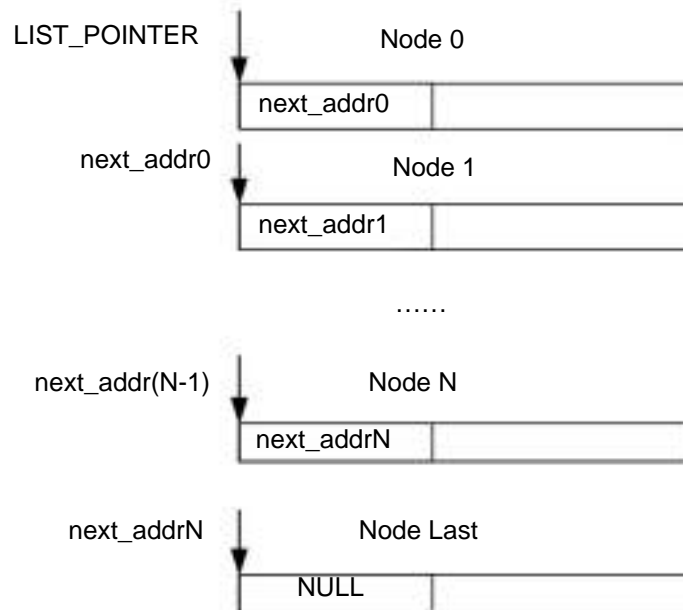 LIST_POINTER
Node 0
next_addr0
next_addr0
Node 1
next_addr1
......
next_addr(N-1)
Node N
next_addrN
next_addrN
Node Last
NULL